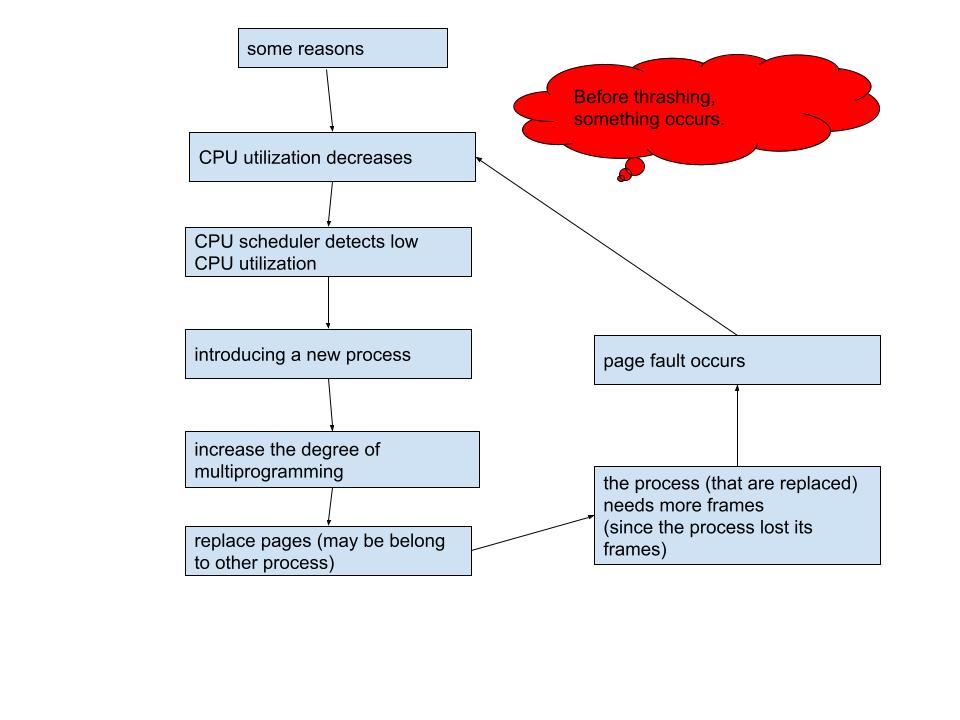 some reasons
Before thrashing,
something occurs.
CPU utilization decreases
CPU scheduler detects low
CPU utilization
introducing a new process
increase the degree of
multiprogramming
replace pages (may be belong
to other process)
the process (that are replaced)
needs more frames
(since the process lost its
frames)
page fault occurs